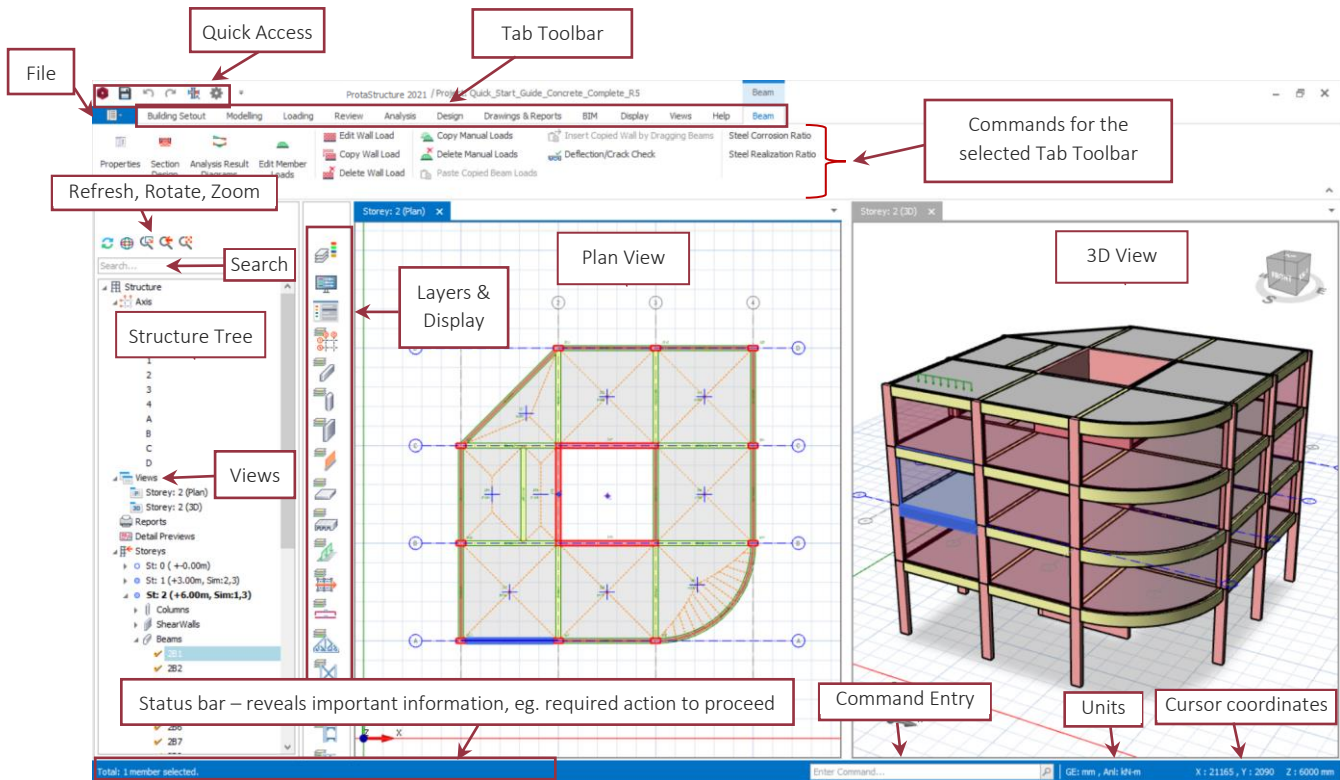 Quick Access
Tab Toolbar
File
ProtaStructure 2021 / Project: Quick_Start_Guide_Concrete_Complete_R5
Beam
Building Setout Modelling Loading Review Analysis Design Drawings & Reports BIM Display Views Help Beam
Edit Wall Load
Copy Manual Loads
Insert Copied Wall by Dragging Beams
Steel Corrosion Ratio
Copy Wall Load
Delete Manual Loads
Deflection/Crack Check
Steel Realization Ratio
Delete Wall Load
Paste Copied Beam Loads
Properties
Section
Analysis Result
Edit Member
Loads
Commands for the
selected Tab Toolbar
Refresh, Rotate, Zoom
Storey: 2 (Plan)
Storey: 2 (3D)
Search...
Search
Plan View
3D View
FRONT
S
E
Layers &
Display
Structure
Axis
Structure Tree
1
2
3
4
A
B
C
D
Views
Views
Storey: 2 (Plan)
Storey: 2 (3D)
Reports
Detail Previews
Storeys
St: 0 ( +-0.00m)
St: 1 (+3.00m, Sim:2,3)
St: 2 (+6.00m, Sim:1,3)
Columns
ShearWalls
Beams
2B1
2B2
2B6
2B7
2
3
4
D
D
C
C
B
B
A
A
X
Status bar – reveals important information, eg. required action to proceed
Command Entry
Units
Cursor coordinates
Total: 1 member selected.
Enter Command...
GE: mm , Anl: kN-m
X : 21165 , Y : 2090 Z : 6000 mm